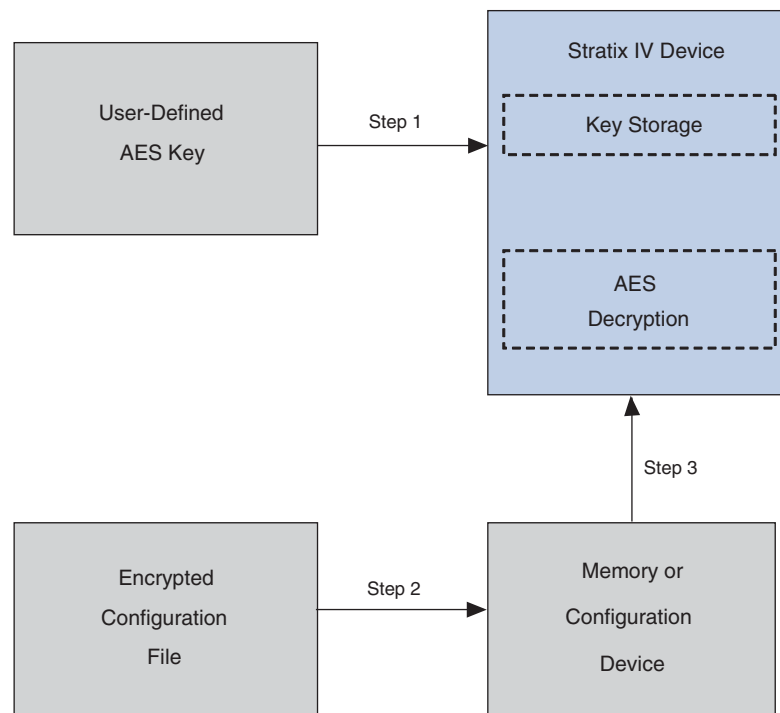 User-Defined
AES Key
Step 1
Stratix IV Device
Key Storage
AES
Decryption
Step 3
Encrypted
Configuration
File
Step 2
Memory or
Configuration
Device